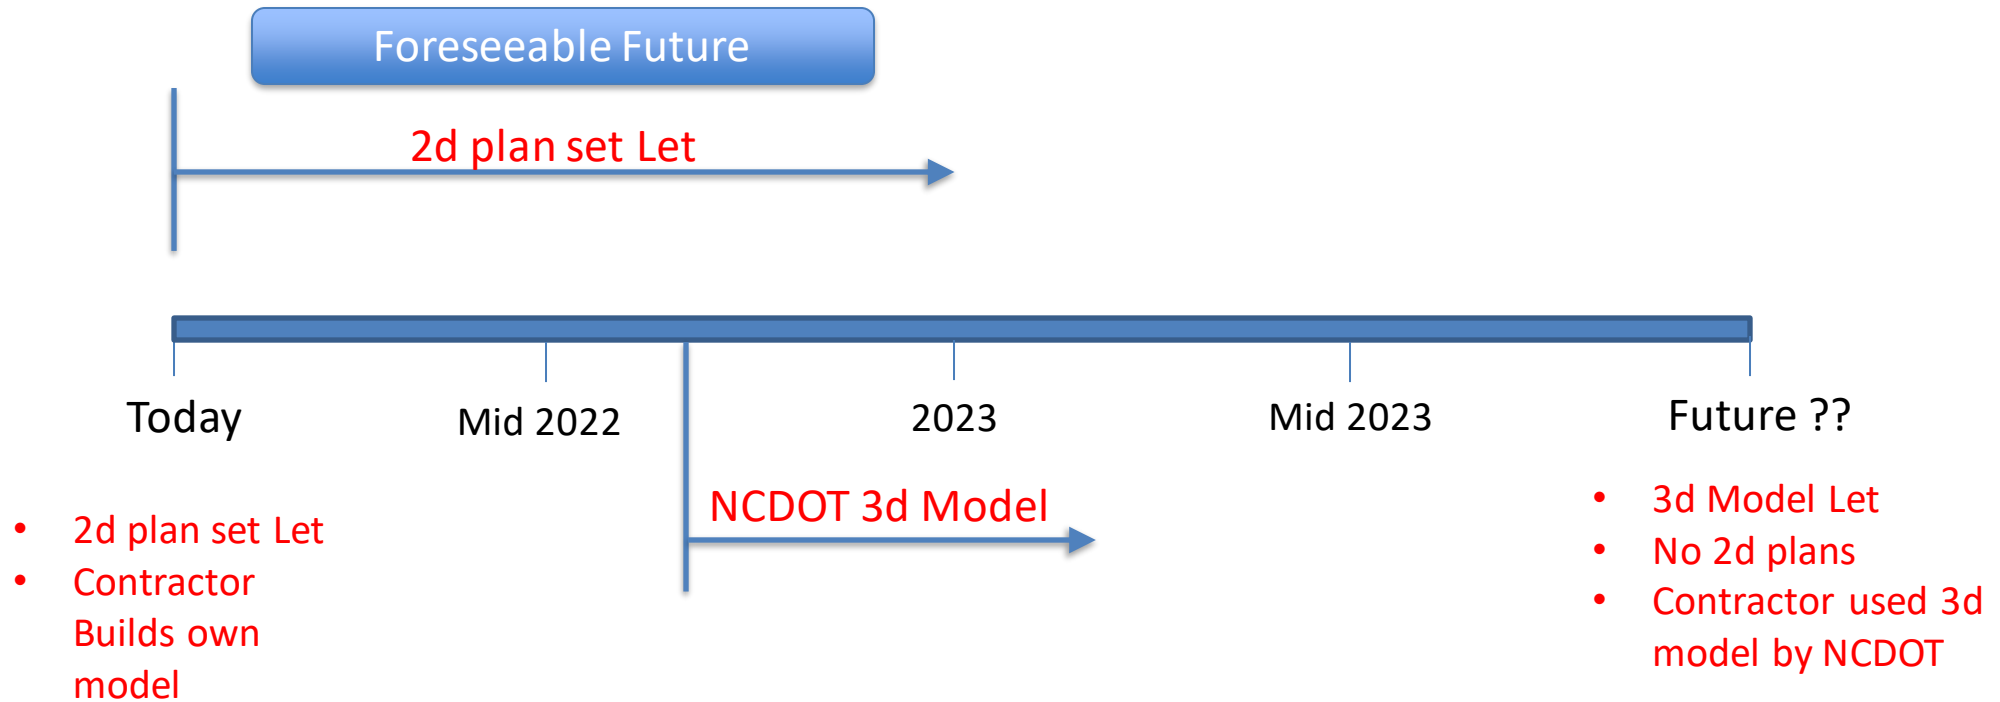 Foreseeable Future
2d plan set Let
Today
Mid 2022
2023
Mid 2023
Future ??
NCDOT 3d Model
• 2d plan set Let
• Contractor
Builds own
model
• 3d Model Let
• No 2d plans
• Contractor used 3d
model by NCDOT